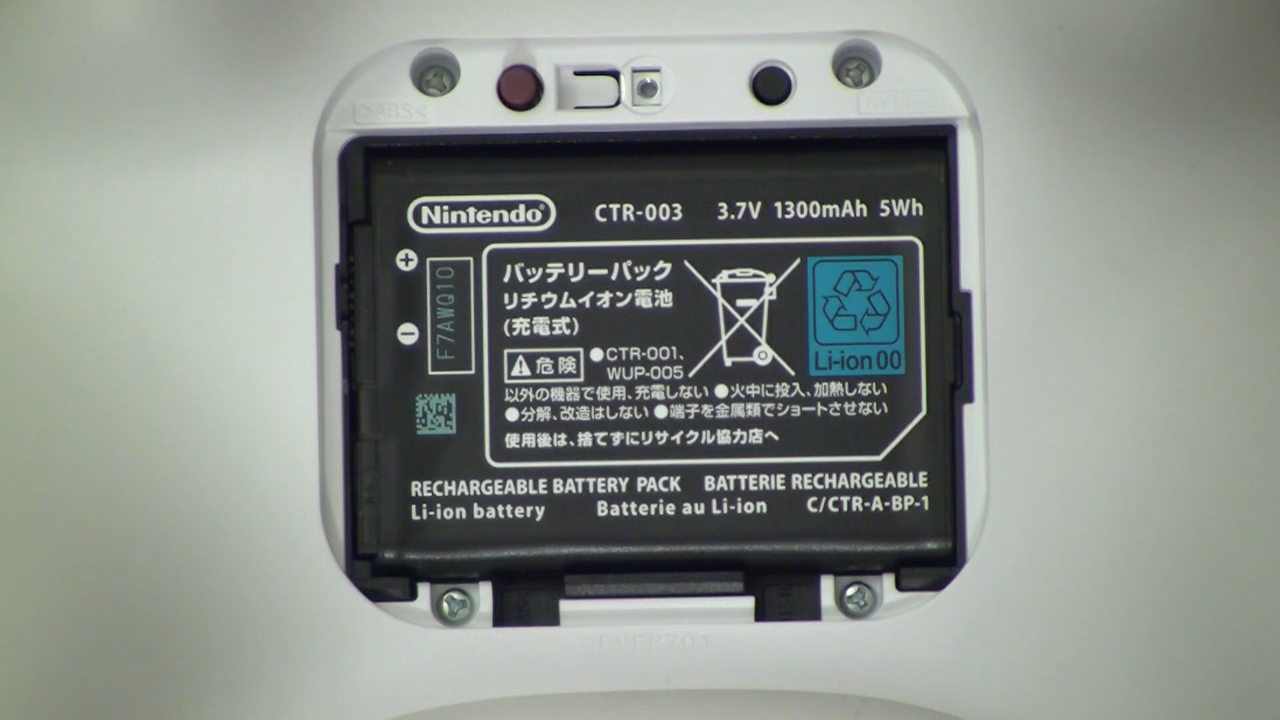 >ABS<
Nintendo®
CTR-003 3.7V 1300mAh 5Wh
F7AWQ10
バッテリーパック
リチウムイオン電池
(充電式)
危険 ●CTR-001、
WUP-005
以外の機器で使用、充電しない ●火中に投入、加熱しない
●分解、改造はしない ●端子を金属類でショートさせない
使用後は、捨てずにリサイクル協力店へ
Li-ion 00
RECHARGEABLE BATTERY PACK BATTERIE RECHARGEABLE
Li-ion battery Batterie au Li-ion C/CTR-A-BP-1